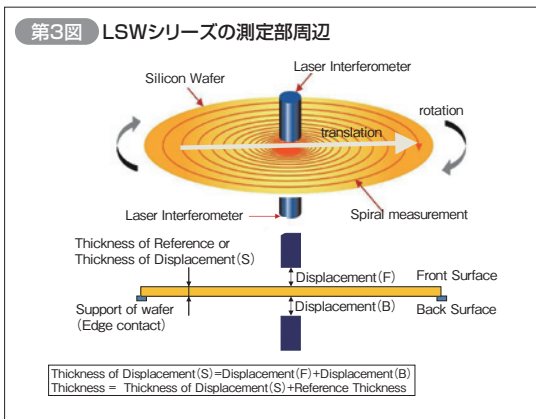 第3図 LSWシリーズの測定部周辺
Laser Interferometer
Silicon Wafer
rotation
translation
Laser Interferometer
Spiral measurement
Thickness of Reference or
Thickness of Displacement(S)
Displacement(F)
Front Surface
Displacement(B)
Support of wafer
(Edge contact)
Back Surface
Thickness of Displacement(S)=Displacement(F)+Displacement(B)
Thickness = Thickness of Displacement(S)+Reference Thickness